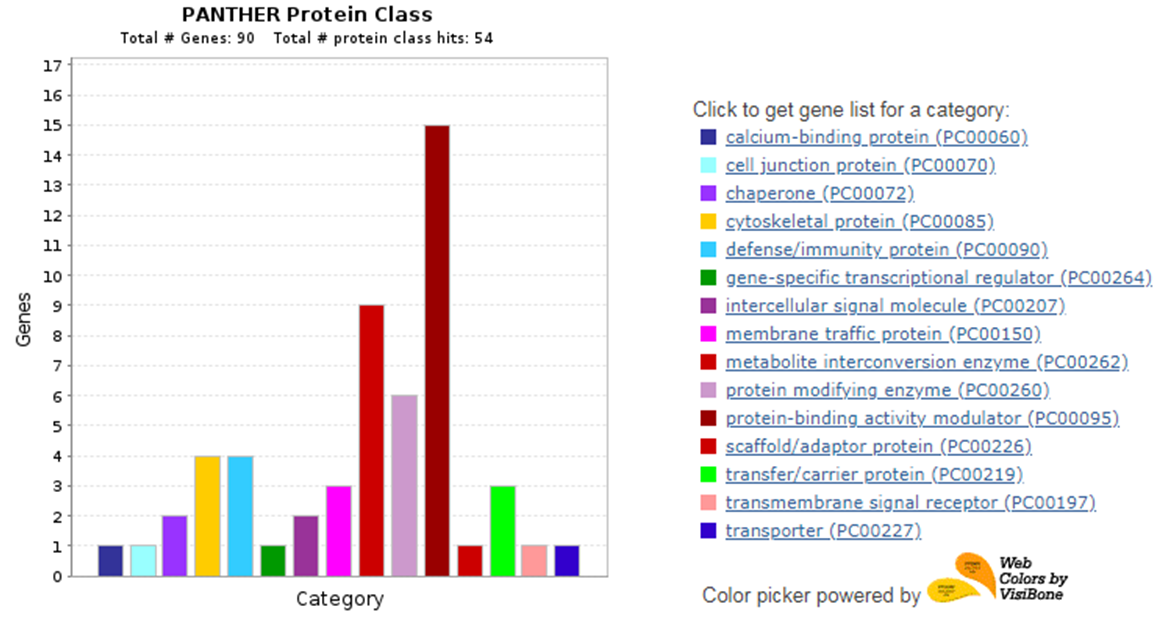 PANTHER Protein Class
Total # Genes: 90 Total # protein class hits: 54
17
16
15
14
13
12
11
10
9
8
7
6
5
4
3
2
1
0
Genes
Category
Click to get gene list for a category:
calcium-binding protein (PC00060)
cell junction protein (PC00070)
chaperone (PC00072)
cytoskeletal protein (PC00085)
defense/immunity protein (PC00090)
gene-specific transcriptional regulator (PC00264)
intercellular signal molecule (PC00207)
membrane traffic protein (PC00150)
metabolite interconversion enzyme (PC00262)
protein modifying enzyme (PC00260)
protein-binding activity modulator (PC00095)
scaffold/adaptor protein (PC00226)
transfer/carrier protein (PC00219)
transmembrane signal receptor (PC00197)
transporter (PC00227)
Color picker powered by
Web
Colors by
VisiBone